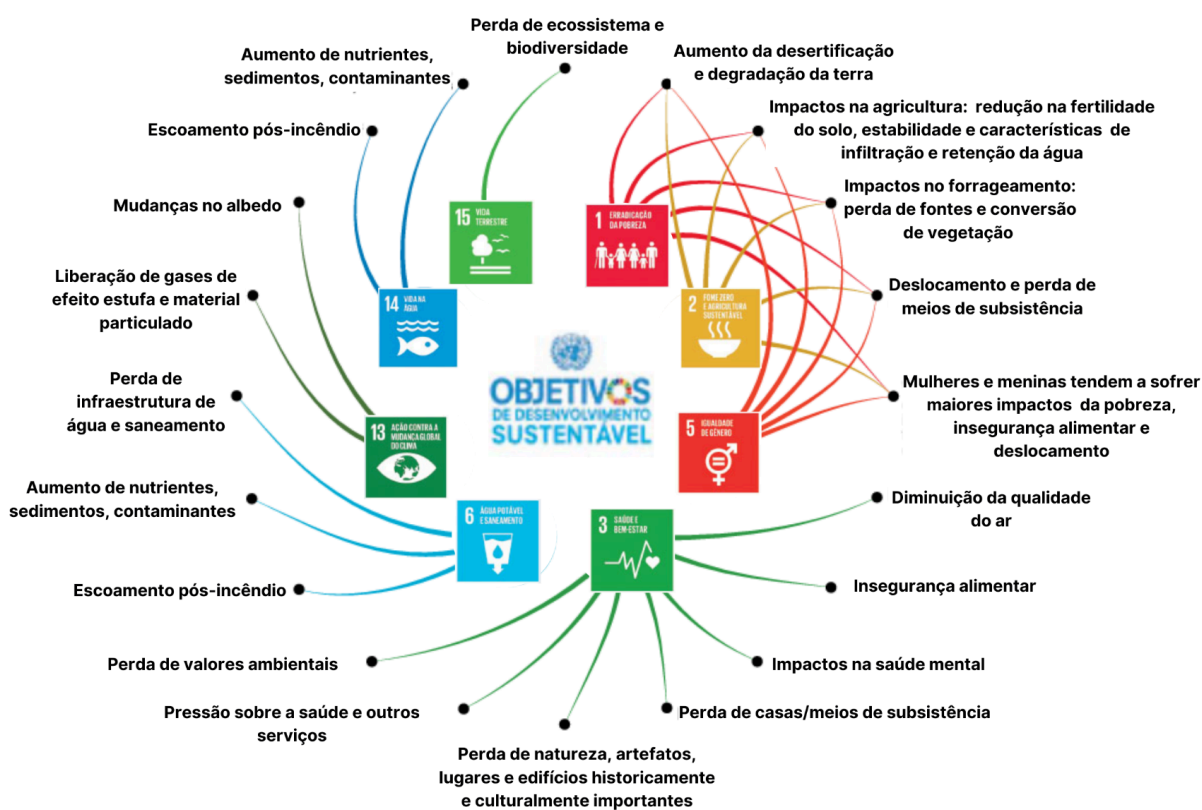 Perda de ecossistema e
biodiversidade
Aumento de nutrientes,
sedimentos, contaminantes
Aumento da desertificação
e degradação da terra
Escoamento pós-incêndio
Impactos na agricultura: redução na fertilidade
do solo, estabilidade e características de
infiltração e retenção da água
Mudanças no albedo
Impactos no forrageamento:
perda de fontes e conversão
de vegetação
Liberação de gases de
efeito estufa e material
particulado
Deslocamento e perda de
meios de subsistência
Perda de
infraestrutura de
água e saneamento
Mulheres e meninas tendem a sofrer
maiores impactos da pobreza,
insegurança alimentar e
deslocamento
Aumento de nutrientes,
sedimentos, contaminantes
Diminuição da qualidade
do ar
Escoamento pós-incêndio
Insegurança alimentar
Perda de valores ambientais
Impactos na saúde mental
Pressão sobre a saúde e outros
serviços
Perda de casas/meios de subsistência
Perda de natureza, artefatos,
lugares e edifícios historicamente
e culturalmente importantes
15 VIDA
TERRESTRE
1 ERRADICAÇÃO
DA POBREZA
14 VIDA NA
ÁGUA
2 FOME ZERO
E AGRICULTURA
SUSTENTÁVEL
OBJETIVOS
DE DESENVOLVIMENTO
SUSTENTÁVEL
13 AÇÃO CONTRA A
MUDANÇA GLOBAL
DO CLIMA
5 IGUALDADE
DE GÊNERO
6 ÁGUA POTÁVEL
E SANEAMENTO
3 SAÚDE E
BEM-ESTAR